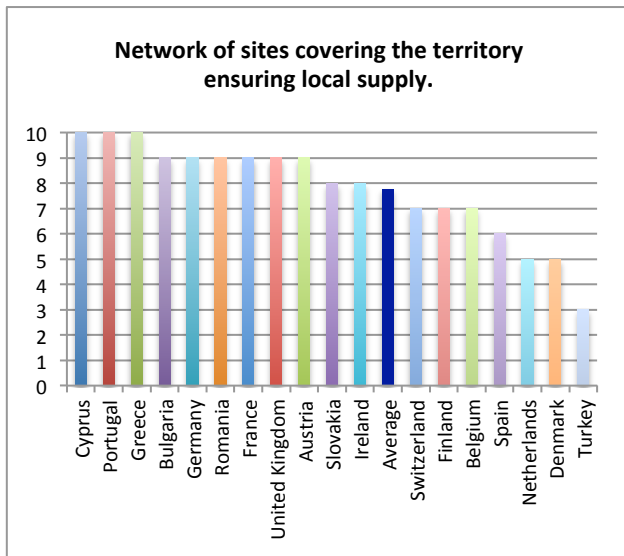 Network of sites covering the territory
ensuring local supply.
10
9
8
7
6
5
4
3
2
1
0
Cyprus
Portugal
Greece
Bulgaria
Germany
Romania
France
United Kingdom
Austria
Slovakia
Ireland
Average
Switzerland
Finland
Belgium
Spain
Netherlands
Denmark
Turkey